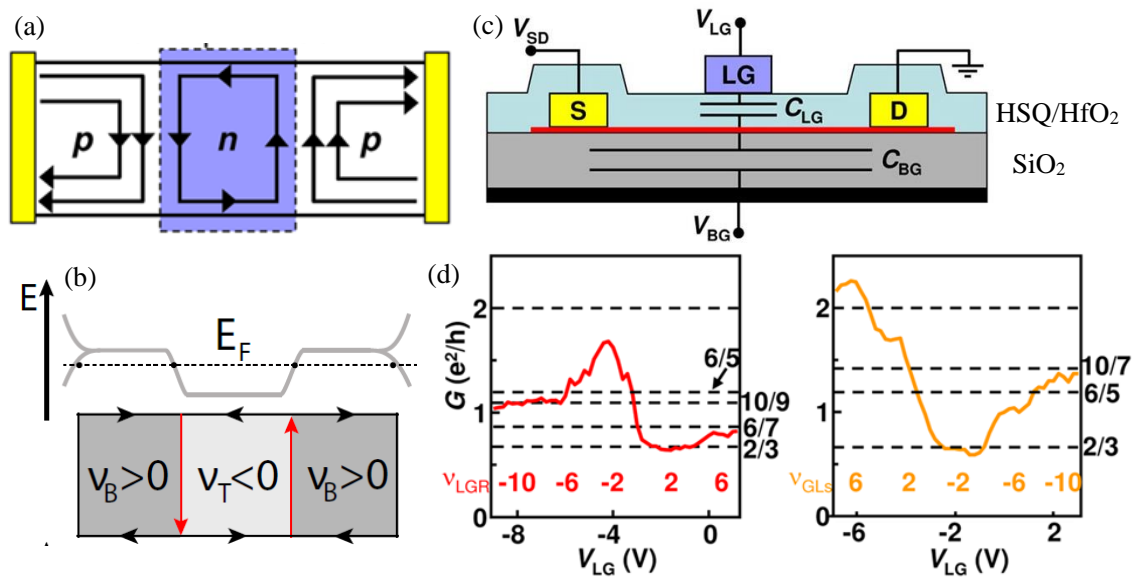 (a)
p
n
p
(b)
E
E_F
ν_B>0
ν_T<0
ν_B>0
(c)
V_SD
V_LG
LG
S
C_LG
D
HSQ/HfO₂
C_BG
SiO₂
V_BG
(d)
G (e²/h)
2
1
0
6/5
10/9
6/7
2/3
ν_LGR -10 -6 -2 2 6
-8 -4 0
V_LG (V)
2
1
0
10/7
6/5
2/3
ν_GLs 6 2 -2 -6 -10
-6 -4 -2 0 2
V_LG (V)